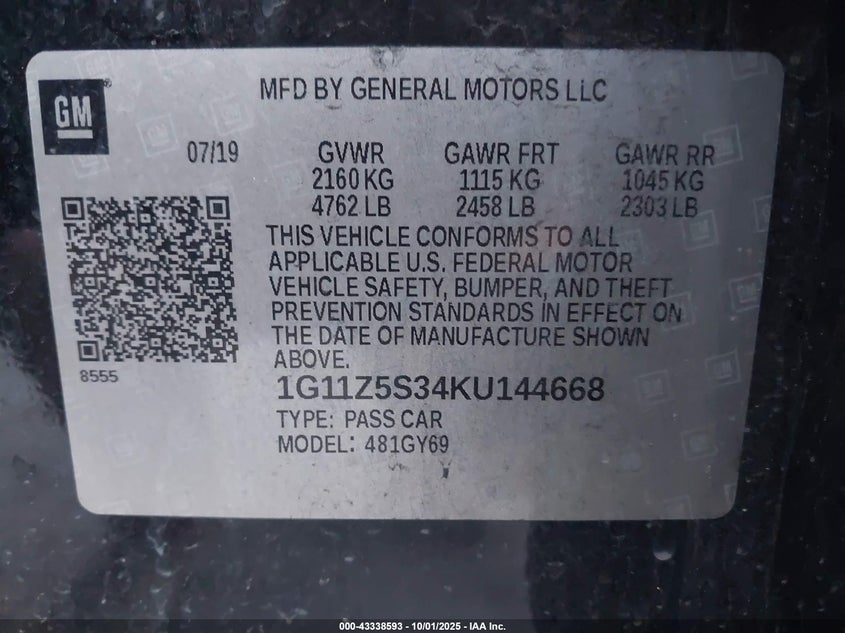 GM
MFD BY GENERAL MOTORS LLC
07/19 GVWR GAWR FRT GAWR RR
2160 KG 1115 KG 1045 KG
4762 LB 2458 LB 2303 LB
THIS VEHICLE CONFORMS TO ALL
APPLICABLE U.S. FEDERAL MOTOR
VEHICLE SAFETY, BUMPER, AND THEFT
PREVENTION STANDARDS IN EFFECT ON
THE DATE OF MANUFACTURE SHOWN
ABOVE.
8555
1G11Z5S34KU144668
TYPE: PASS CAR
MODEL: 481GY69
000-43338593 - 10/01/2025 - IAA Inc.